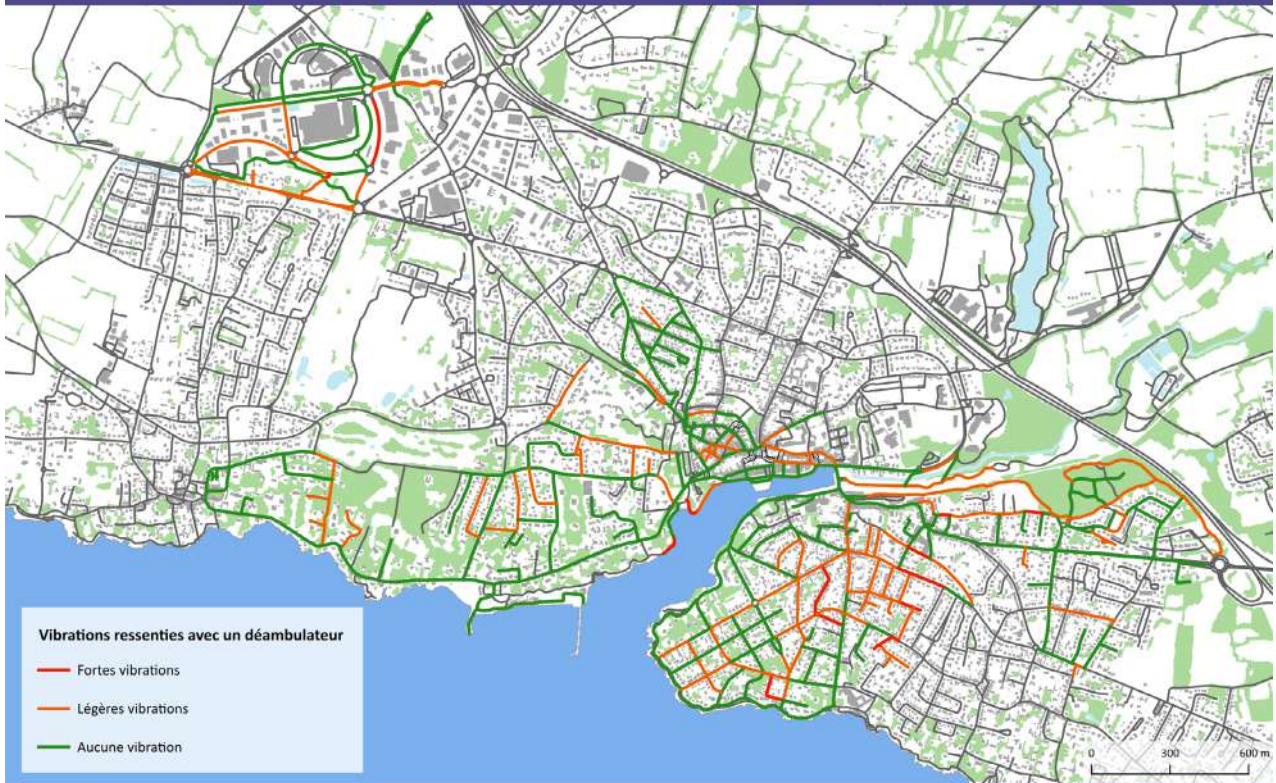 Vibrations ressenties avec un déambulateur
Fortes vibrations
Légères vibrations
Aucune vibration
0 300 600 m